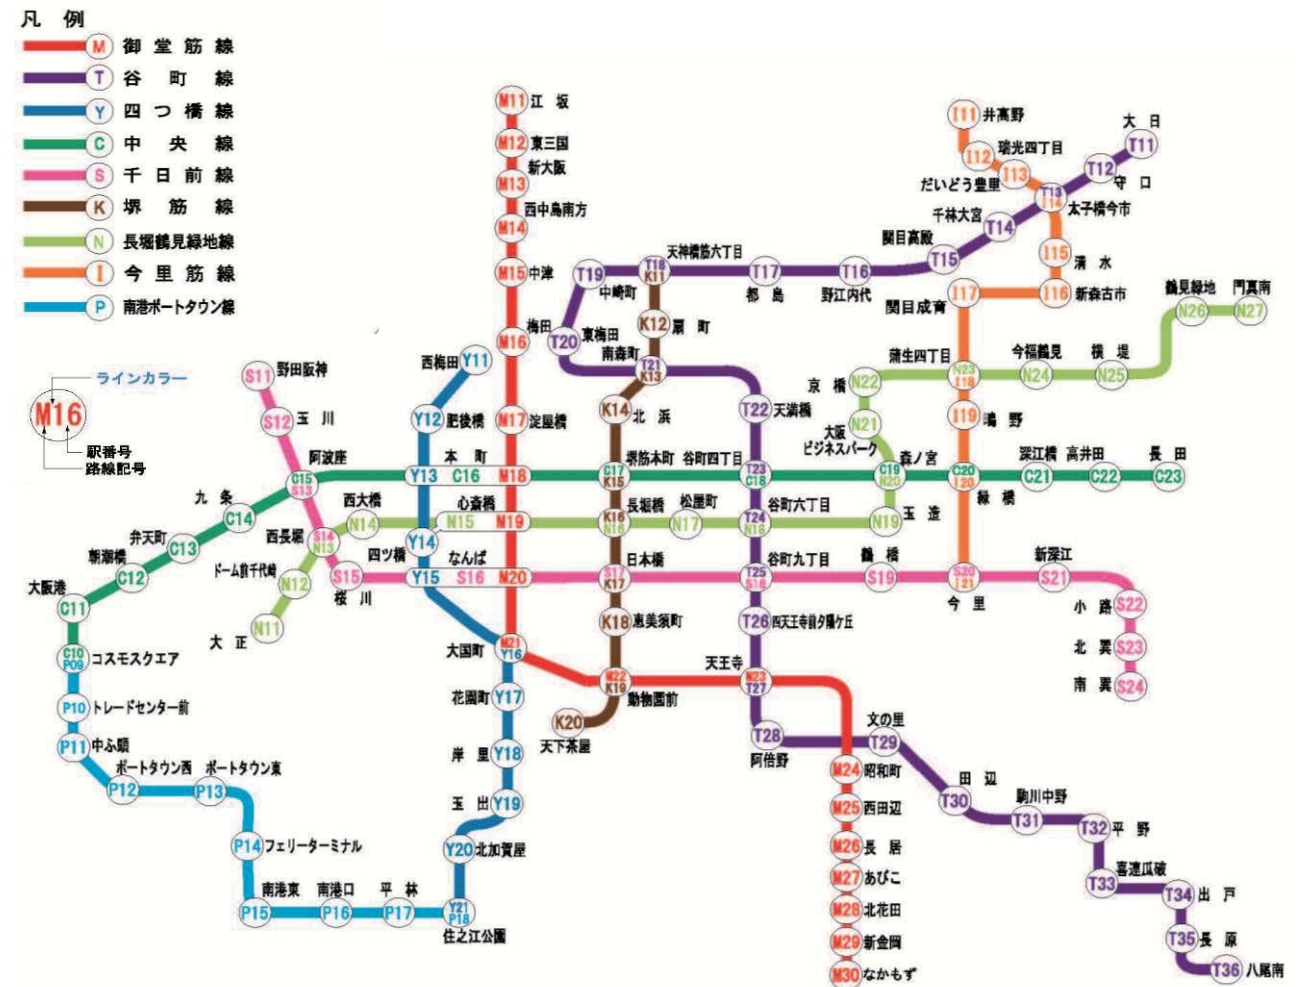 凡 例
M 御堂筋線
T 谷町線
Y 四つ橋線
C 中央線
S 千日前線
K 堺筋線
N 長堀鶴見緑地線
I 今里筋線
P 南港ポートタウン線
ラインカラー
M16
駅番号
路線記号
M11 江坂
M12 東三国
新大阪
M13
西中島南方
M14
M15 中津
梅田
M16
M17 淀屋橋
本町
Y13 C16 M18
心斎橋
N15 M19
なんば
Y15 S16 M20
大国町 M21 Y16
M22 K19 動物園前
天王寺
M23 T27
M24 昭和町
M25 西田辺
M26 長居
M27 あびこ
M28 北花田
M29 新金岡
M30 なかもず
大日
T11
T12
守口
T13 I14
太子橋今市
千林大宮
T14
関目高殿
T15
T16
野江内代
T17
都島
天神橋筋六丁目
T18 K11
T19
中崎町
T20 東梅田
南森町
T21 K13
T22 天満橋
谷町四丁目
T23 C18
T24 N18 谷町六丁目
T25 S18 谷町九丁目
T26 四天王寺前夕陽ケ丘
T28
阿倍野
文の里
T29
田辺
T30
駒川中野
T31
T32 平野
喜連瓜破
T33
T34 出戸
T35 長原
T36 八尾南
西梅田 Y11
Y12 肥後橋
四ツ橋 Y14
花園町 Y17
岸里 Y18
玉出 Y19
Y20 北加賀屋
Y21 P18
住之江公園
C10 P09 コスモスクエア
大阪港
C11
朝潮橋
C12
弁天町
C13
九条
C14
阿波座
C15 S13
C17 K15
堺筋本町
C19 N20 森ノ宮
C20 I20
緑橋
深江橋
C21
高井田
C22
長田
C23
S11 野田阪神
S12 玉川
西長堀 S14 N13
S15
桜川
S17 K17 日本橋
鶴橋
S19
S20 I21
今里
新深江
S21
小路 S22
北巽 S23
南巽 S24
K12 扇町
K14 北浜
K16 N16 長堀橋
K18 恵美須町
K20
天下茶屋
大正 N11
ドーム前千代崎
N12
西大橋
N14
松屋町
N17
N19 玉造
大阪
ビジネスパーク
N21
京橋 N22
蒲生四丁目
N23 I18
今福鶴見
N24
横堤
N25
鶴見緑地
N26
門真南
N27
I11 井高野
I12 瑞光四丁目
だいどう豊里
I13
I15 清水
I16 新森古市
I17
関目成育
I19 鴫野
P10 トレードセンター前
P11 中ふ頭
ポートタウン西
P12
ポートタウン東
P13
P14 フェリーターミナル
南港東
P15
南港口
P16
平林
P17